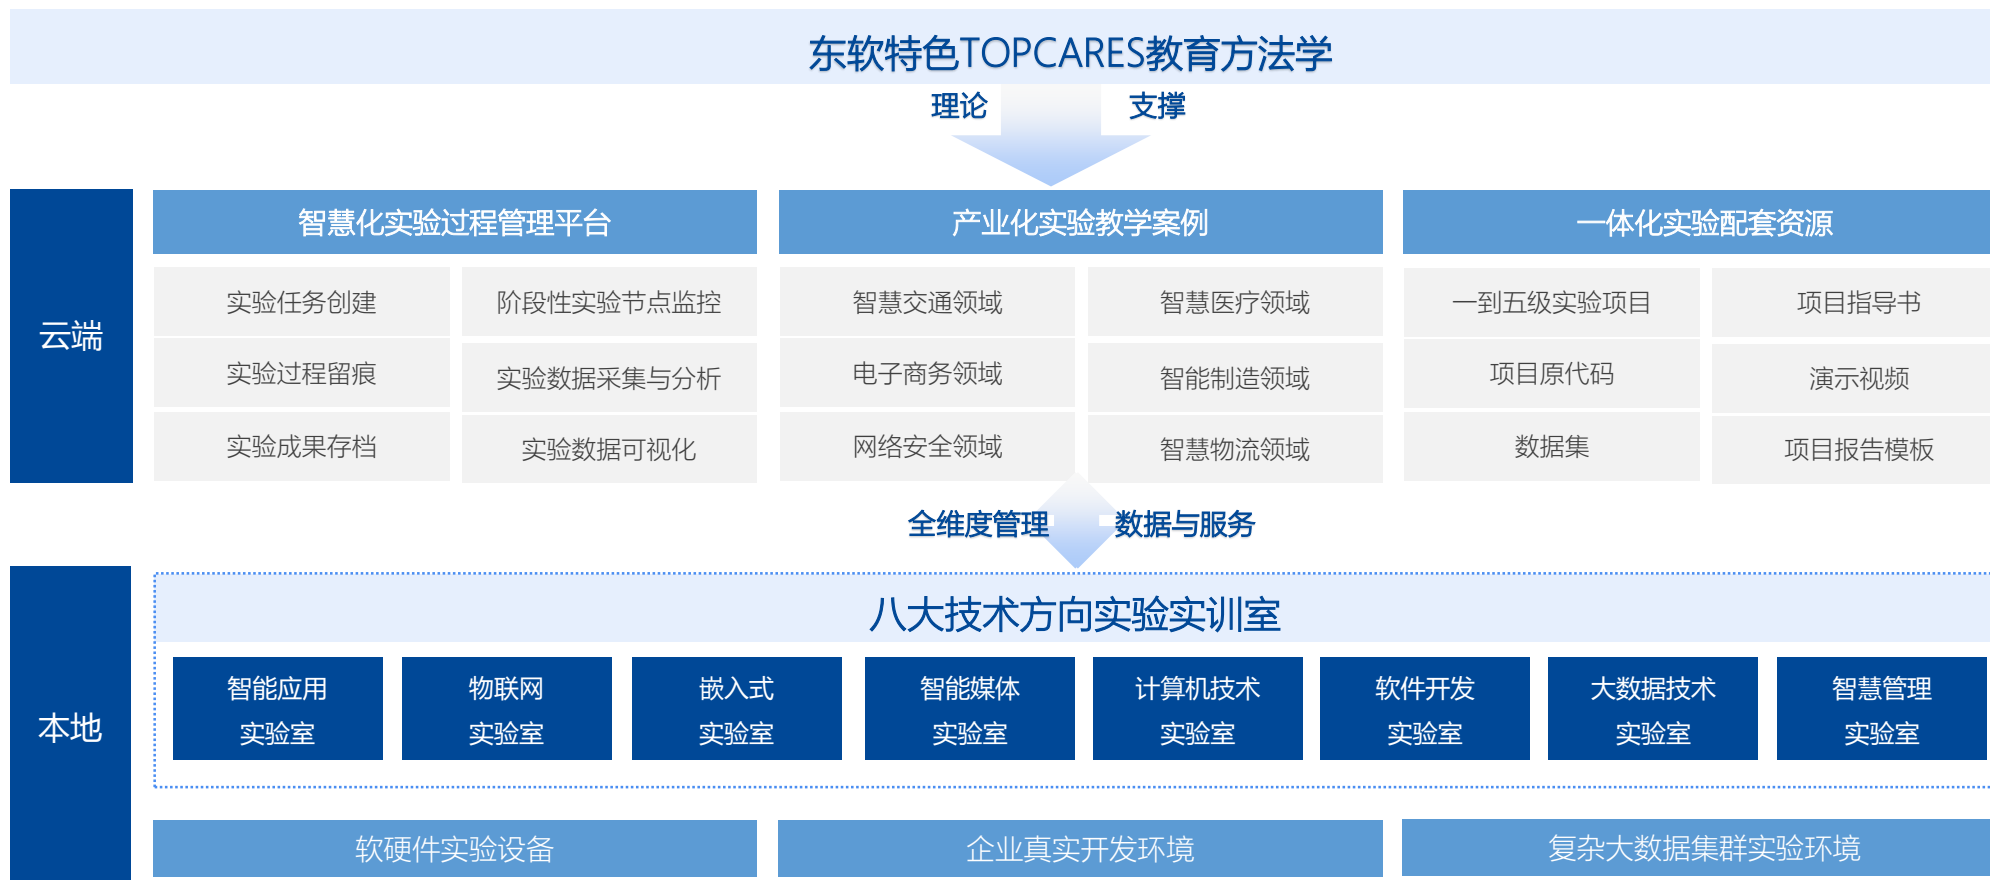 东软特色TOPCARES教育方法学
理论
支撑
云端
智慧化实验过程管理平台
实验任务创建
阶段性实验节点监控
实验过程留痕
实验数据采集与分析
实验成果存档
实验数据可视化
产业化实验教学案例
智慧交通领域
智慧医疗领域
电子商务领域
智能制造领域
网络安全领域
智慧物流领域
一体化实验配套资源
一到五级实验项目
项目指导书
项目原代码
演示视频
数据集
项目报告模板
全维度管理
数据与服务
本地
八大技术方向实验实训室
智能应用
实验室
物联网
实验室
嵌入式
实验室
智能媒体
实验室
计算机技术
实验室
软件开发
实验室
大数据技术
实验室
智慧管理
实验室
软硬件实验设备
企业真实开发环境
复杂大数据集群实验环境